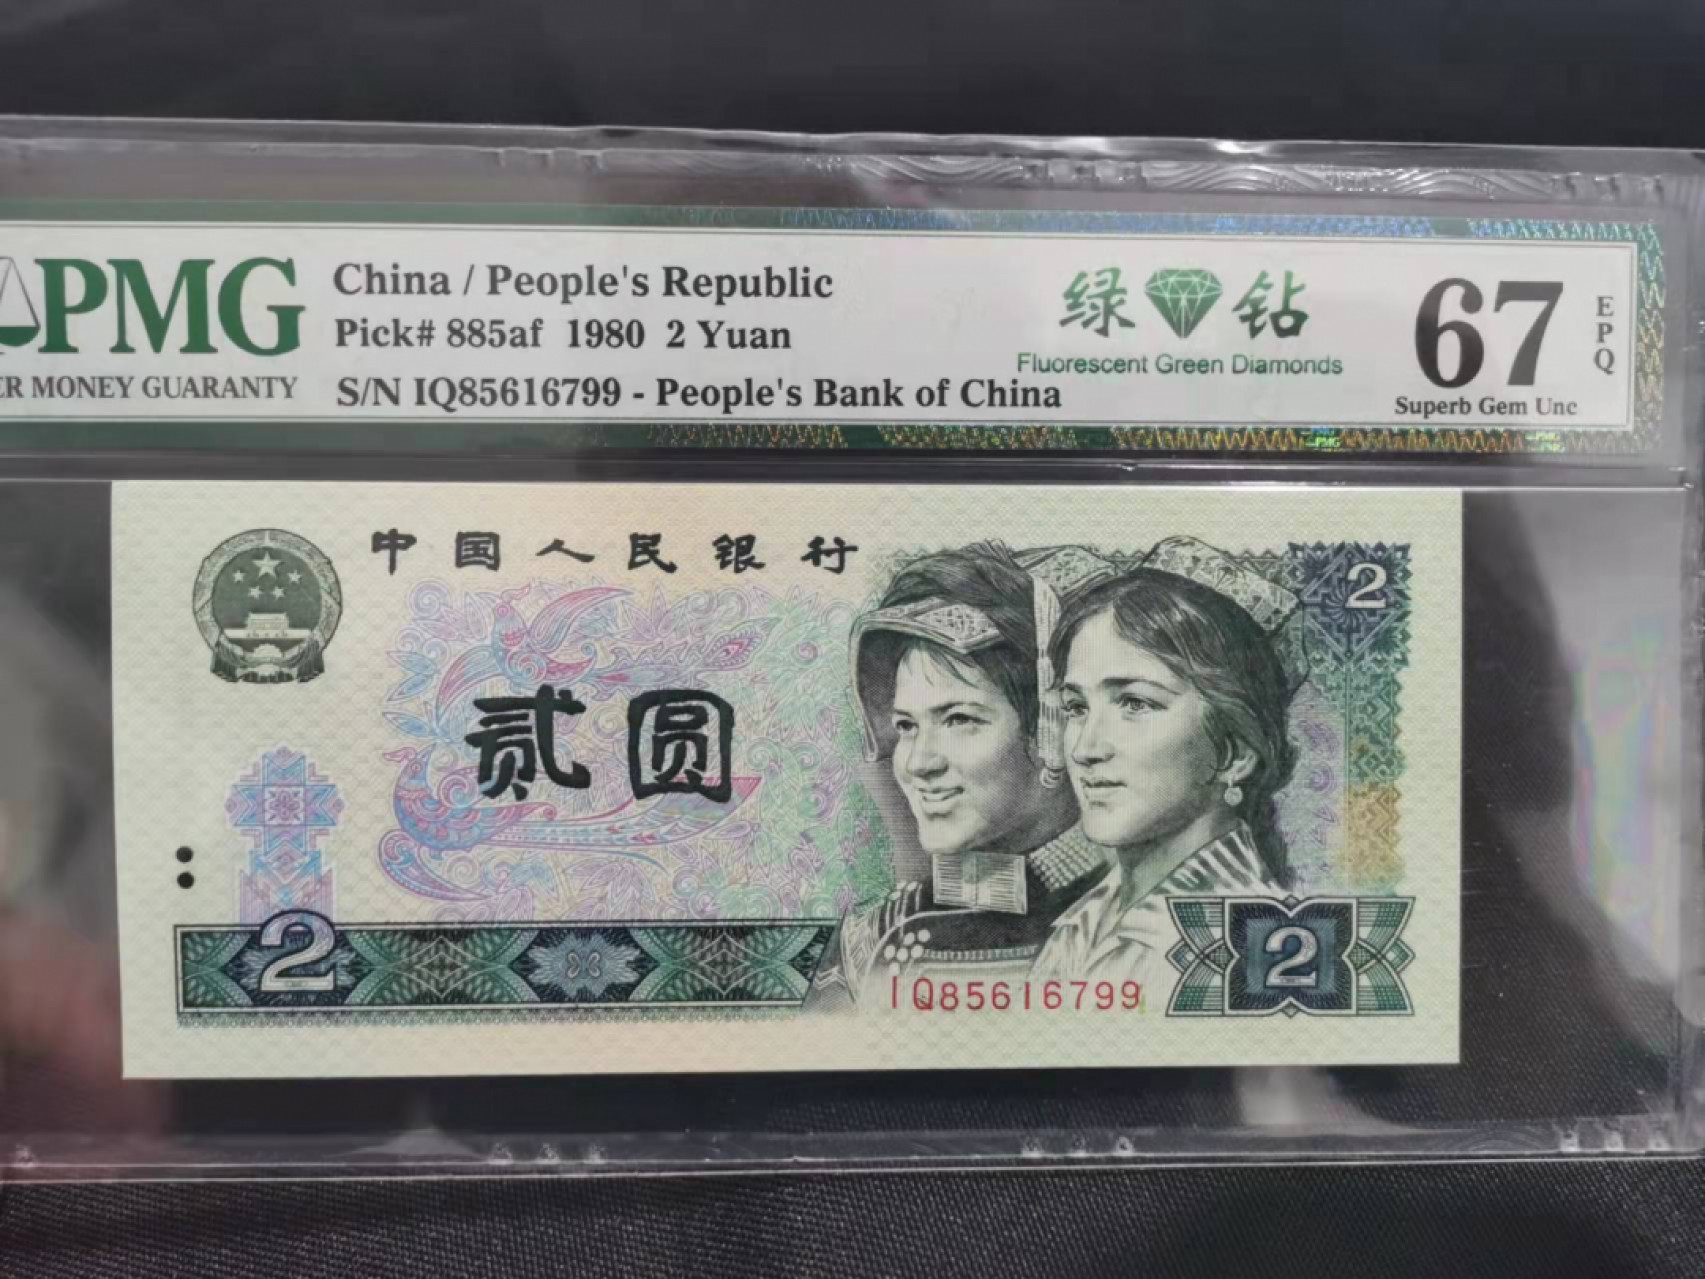 PMG
ER MONEY GUARANTY
China / People's Republic
Pick# 885af 1980 2 Yuan
S/N IQ85616799 - People's Bank of China
绿 钻
Fluorescent Green Diamonds
67
EPQ
Superb Gem Unc
PMG
PMG
中国人民银行
2
贰圆
2
2
IQ85616799